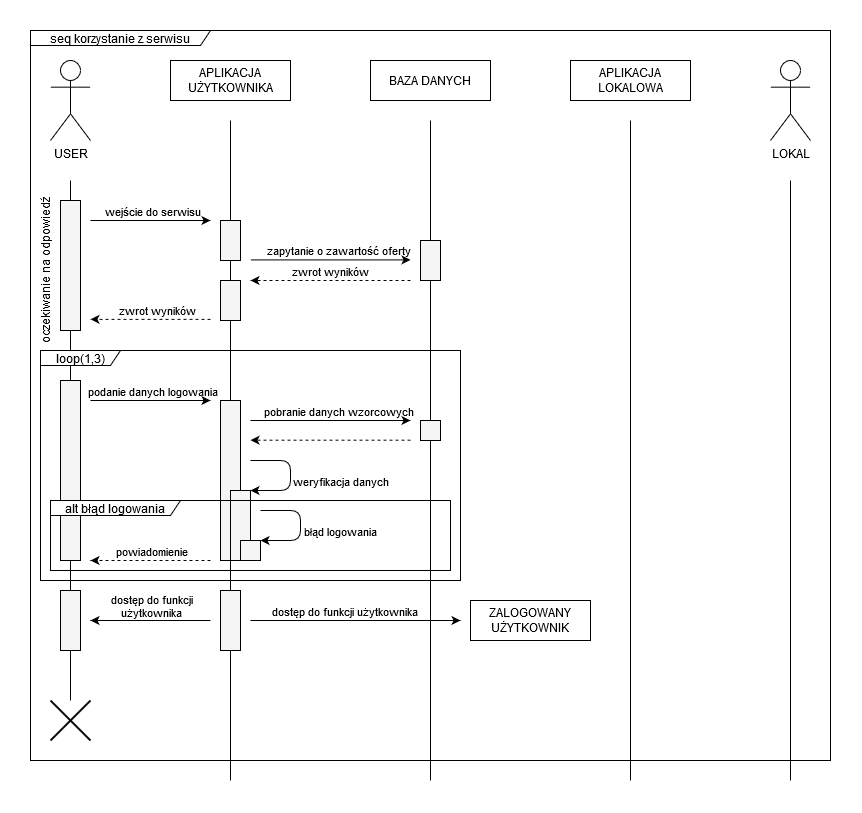 seq korzystanie z serwisu
APLIKACJA
UŻYTKOWNIKA
BAZA DANYCH
APLIKACJA
LOKALOWA
USER
LOKAL
oczekiwanie na odpowiedź
wejście do serwisu
zapytanie o zawartość oferty
zwrot wyników
zwrot wyników
loop(1,3)
podanie danych logowania
pobranie danych wzorcowych
weryfikacja danych
alt błąd logowania
błąd logowania
powiadomienie
dostęp do funkcji
użytkownika
dostęp do funkcji użytkownika
ZALOGOWANY
UŻYTKOWNIK